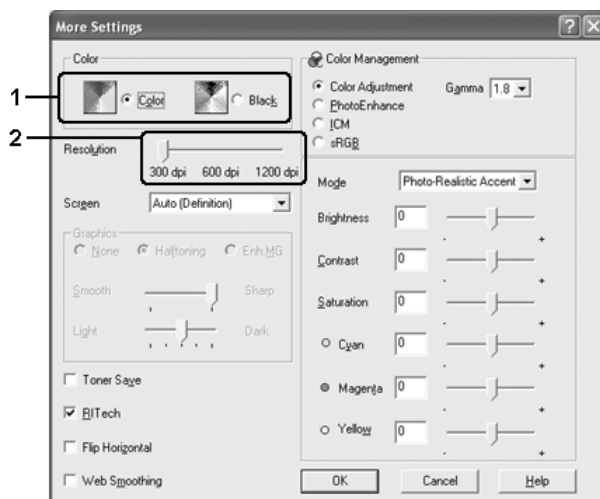 More Settings
Color
1
Color
Black
2
Resolution
300 dpi 600 dpi 1200 dpi
Screen
Auto (Definition)
Graphics
None
Halftoning
Enh.MG
Smooth
Sharp
Light
Dark
Toner Save
RITech
Flip Horizontal
Web Smoothing
Color Management
Color Adjustment
Gamma
1.8
PhotoEnhance
ICM
sRGB
Mode
Photo-Realistic Accent
Brightness
0
- +
Contrast
0
- +
Saturation
0
- +
Cyan
0
- +
Magenta
0
- +
Yellow
0
- +
OK
Cancel
Help